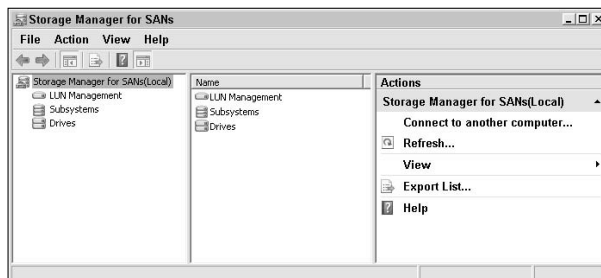 Storage Manager for SANs
File Action View Help
Storage Manager for SANs(Local)
LUN Management
Subsystems
Drives
Name
LUN Management
Subsystems
Drives
Actions
Storage Manager for SANs(Local)
Connect to another computer...
Refresh...
View
Export List...
Help